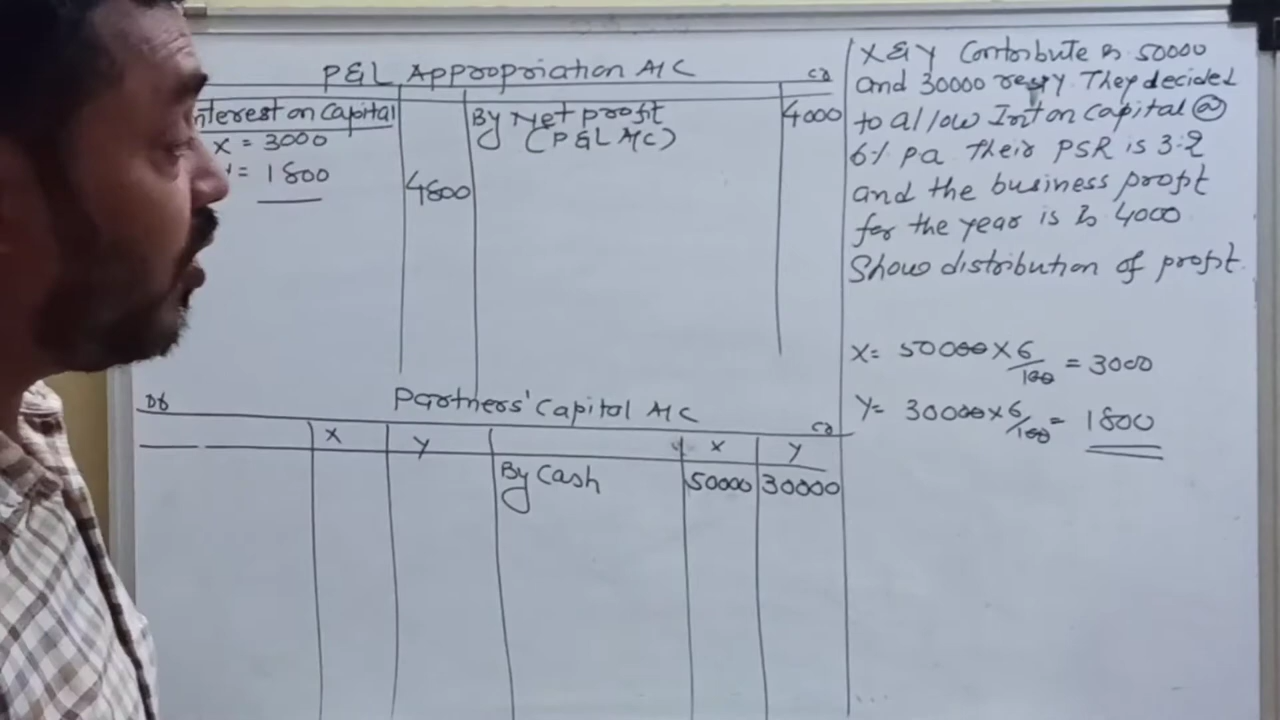 P&L Appropriation A/C
Cr
nterest on Capital
By Net profit
4000
X = 3000
(P&L A/C)
= 1800
4800
X & Y Contribute Rs 50000
and 30000 respy They decided
to allow Int on Capital @
6% pa their PSR is 3:2
and the business profit
for the year is Rs 4000
Show distribution of profit.
X= 50000 X 6/100 = 3000
Y= 30000 X 6/100 = 1800
Dr
Partners' Capital A/C
Cr
X Y X Y
By Cash 50000 30000